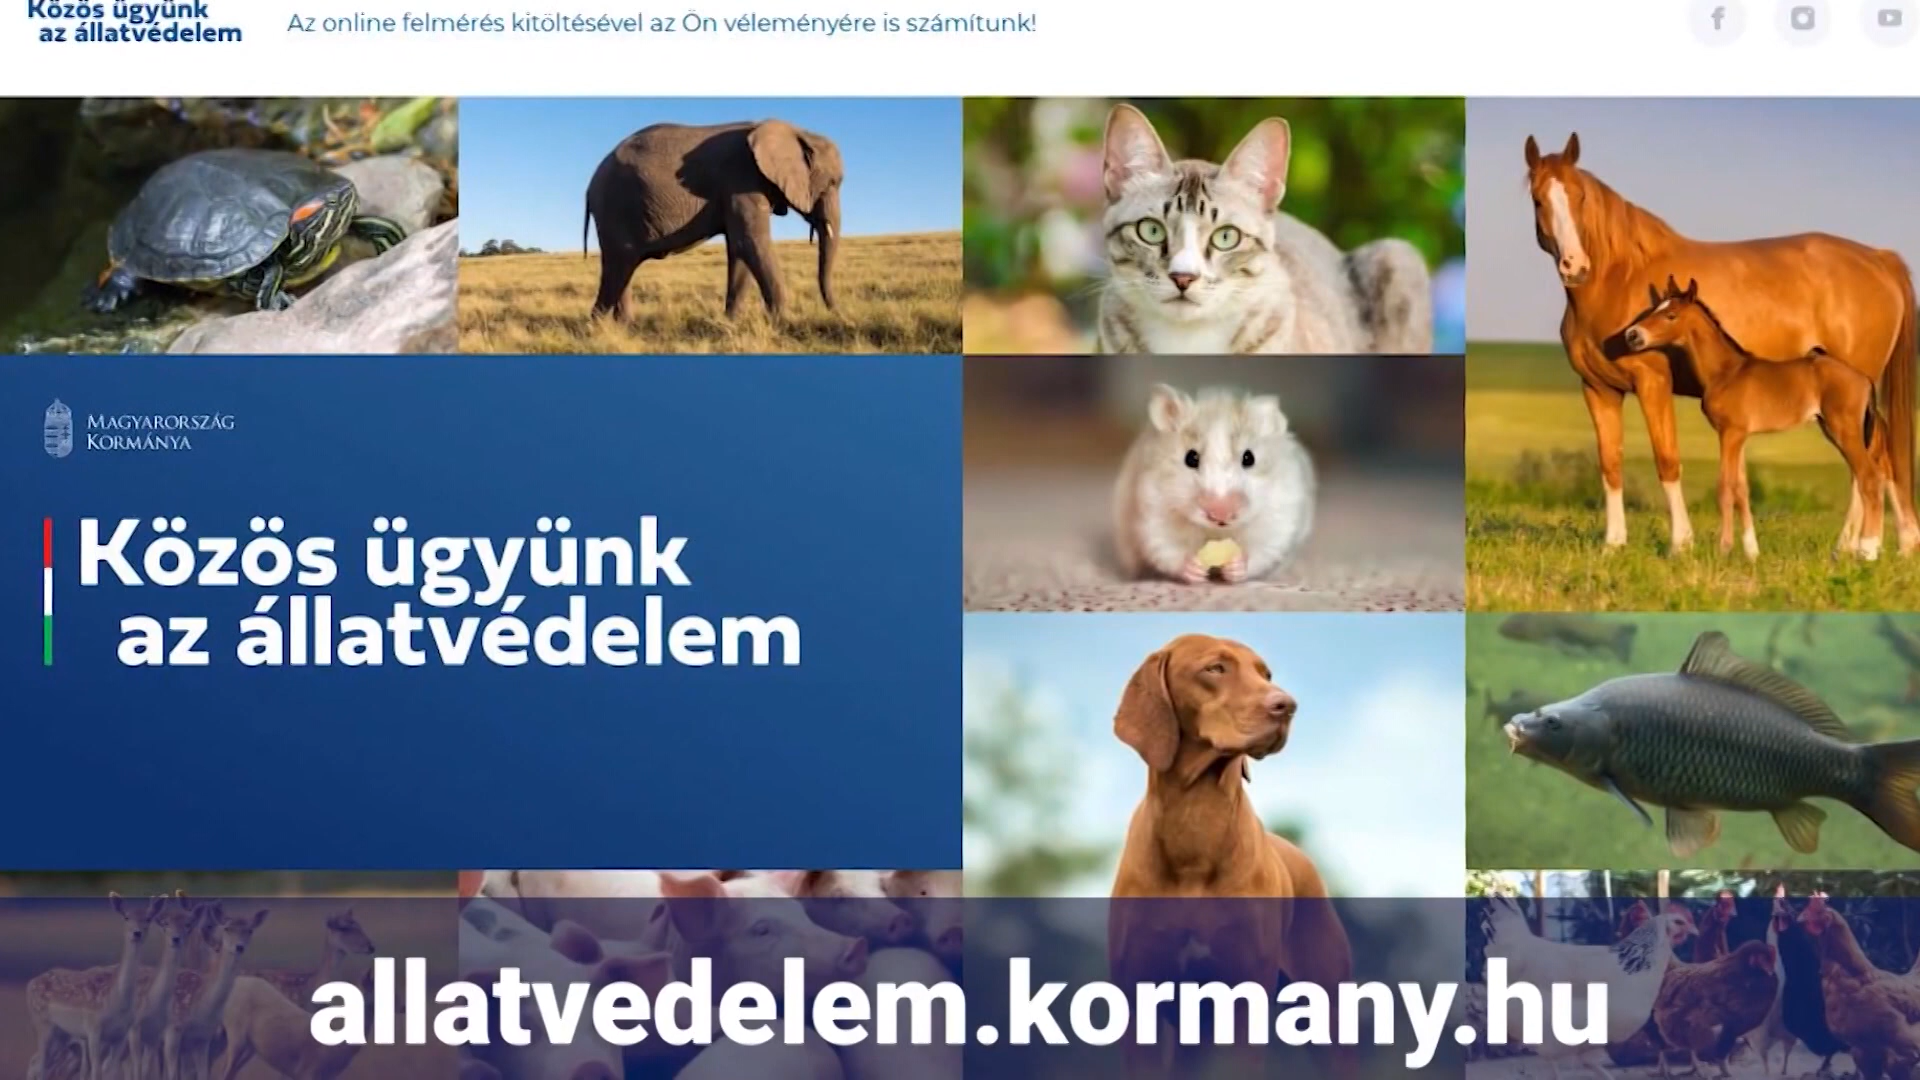 Közös ügyünk
az állatvédelem
Az online felmérés kitöltésével az Ön véleményére is számítunk!
MAGYARORSZÁG
KORMÁNYA
Közös ügyünk
az állatvédelem
allatvedelem.kormany.hu